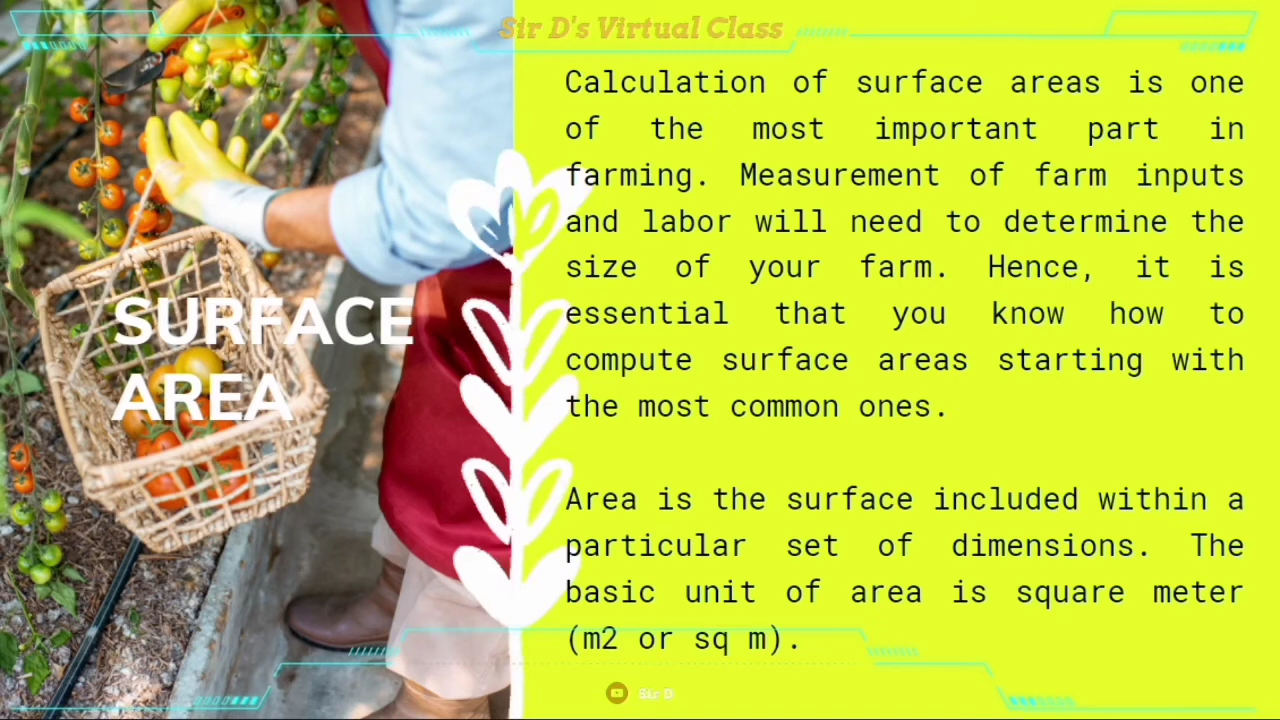 Sir D's Virtual Class
SURFACE
AREA
Calculation of surface areas is one
of the most important part in
farming. Measurement of farm inputs
and labor will need to determine the
size of your farm. Hence, it is
essential that you know how to
compute surface areas starting with
the most common ones.
Area is the surface included within a
particular set of dimensions. The
basic unit of area is square meter
(m2 or sq m).
Sir D